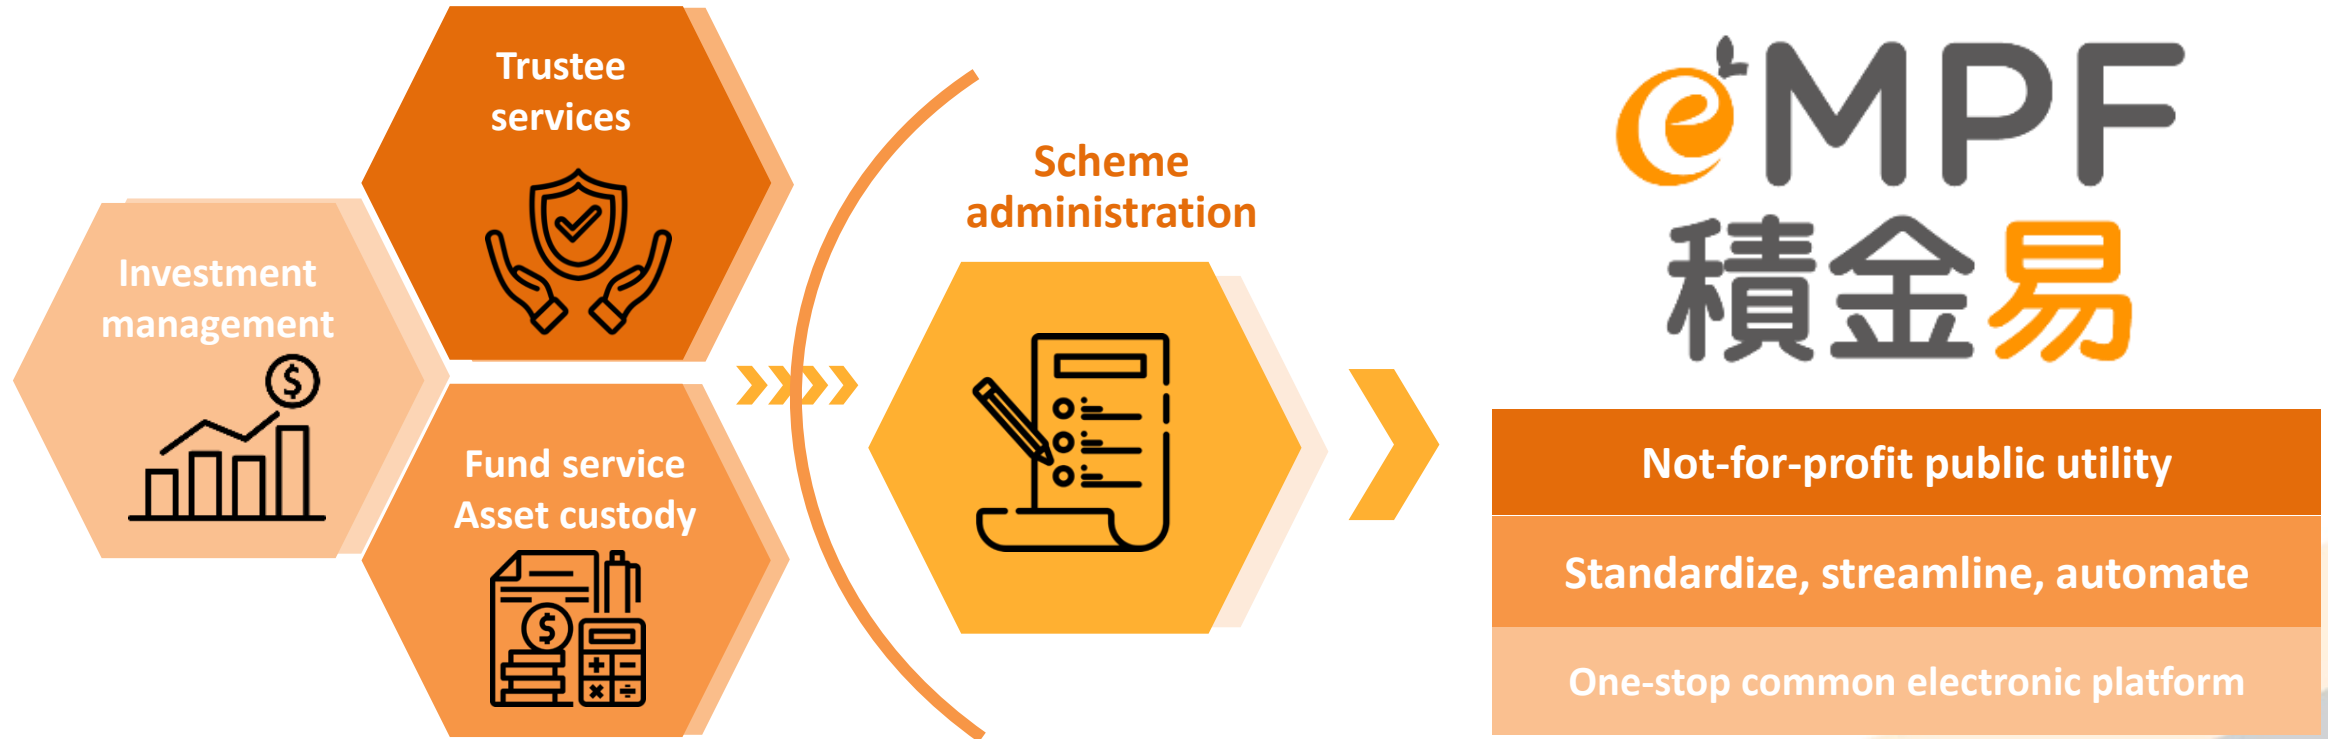 Trustee
services
Investment
management
Fund service
Asset custody
$
$
Scheme
administration
eMPF
積金易
Not-for-profit public utility
Standardize, streamline, automate
One-stop common electronic platform